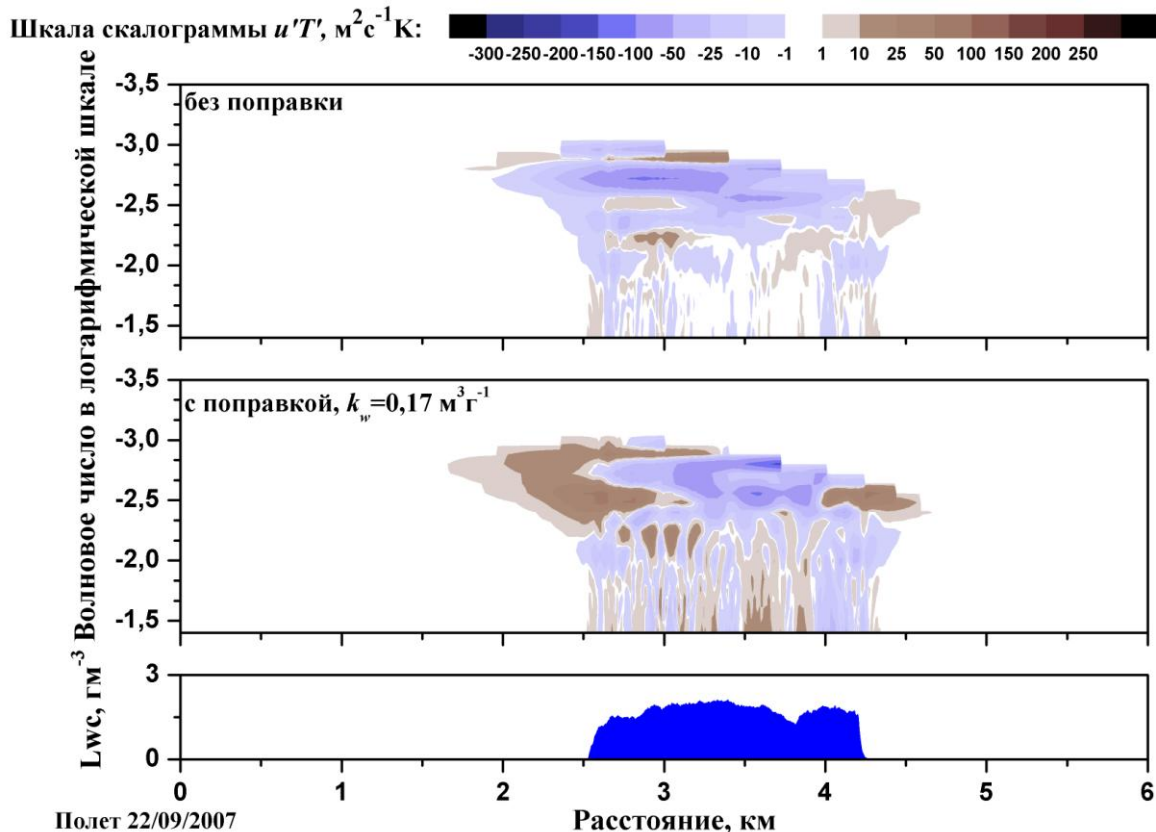 Шкала скалограммы u'T', м²с⁻¹К:
-300 -250 -200 -150 -100 -50 -25 -10 -1 1 10 25 50 100 150 200 250
Волновое число в логарифмической шкале
без поправки
-3,5
-3,0
-2,5
-2,0
-1,5
с поправкой, k_w=0,17 м³г⁻¹
-3,5
-3,0
-2,5
-2,0
-1,5
Lwc, гм⁻³
3
0
0 1 2 3 4 5 6
Полет 22/09/2007 Расстояние, км